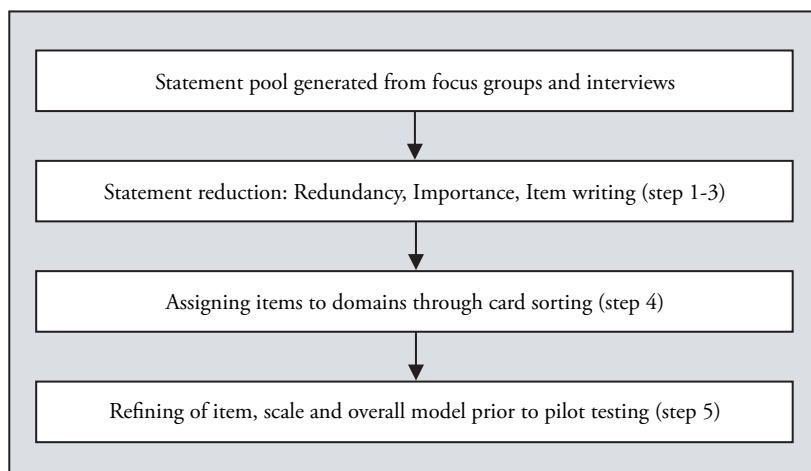 Statement pool generated from focus groups and interviews
Statement reduction: Redundancy, Importance, Item writing (step 1-3)
Assigning items to domains through card sorting (step 4)
Refining of item, scale and overall model prior to pilot testing (step 5)